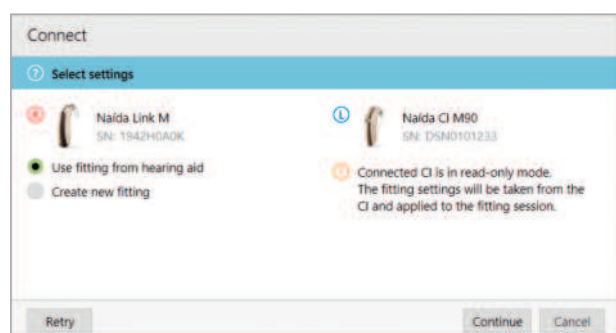 Connect
? Select settings
R Naída Link M
SN: 1942H0A0K
Use fitting from hearing aid
Create new fitting
L Naída CI M90
SN: DSN0101233
Connected CI is in read-only mode.
The fitting settings will be taken from the
CI and applied to the fitting session.
Retry
Continue
Cancel